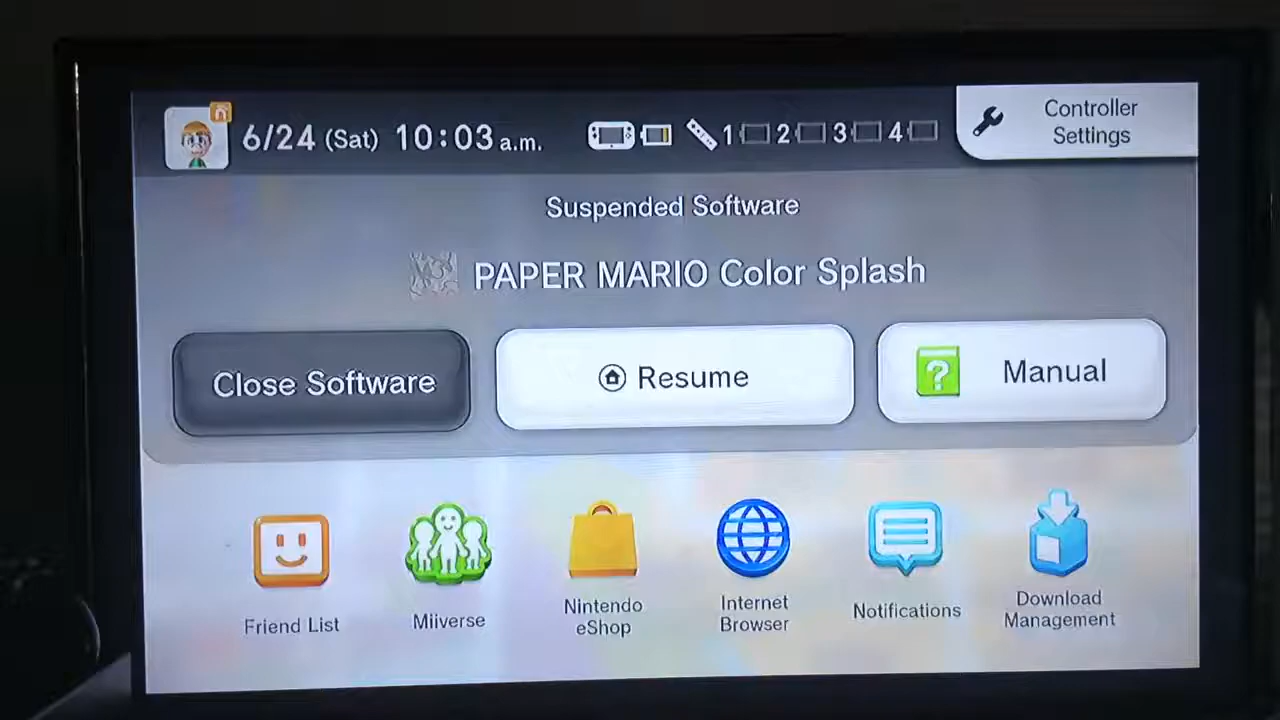 6/24 (Sat) 10:03 a.m.
1 2 3 4
Controller
Settings
Suspended Software
PAPER MARIO Color Splash
Close Software
Resume
? Manual
Friend List
Miiverse
Nintendo
eShop
Internet
Browser
Notifications
Download
Management